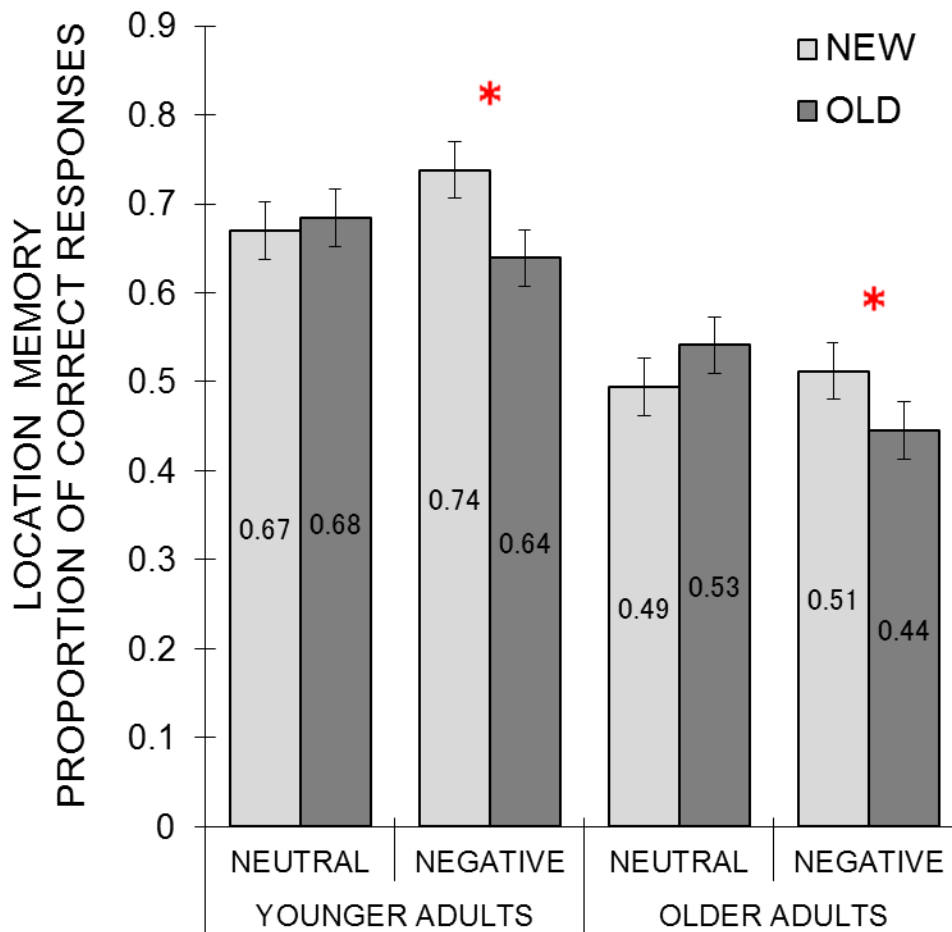 LOCATION MEMORY
PROPORTION OF CORRECT RESPONSES
0.9
0.8
0.7
0.6
0.5
0.4
0.3
0.2
0.1
0
NEW
OLD
*
*
0.67
0.68
0.74
0.64
0.49
0.53
0.51
0.44
NEUTRAL
NEGATIVE
NEUTRAL
NEGATIVE
YOUNGER ADULTS
OLDER ADULTS